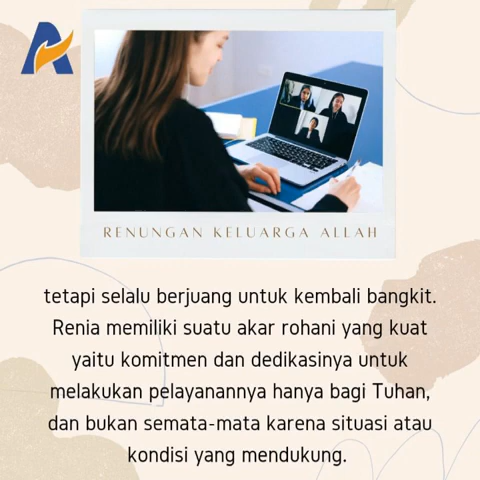 RENUNGAN KELUARGA ALLAH
tetapi selalu berjuang untuk kembali bangkit.
Renia memiliki suatu akar rohani yang kuat
yaitu komitmen dan dedikasinya untuk
melakukan pelayanannya hanya bagi Tuhan,
dan bukan semata-mata karena situasi atau
kondisi yang mendukung.